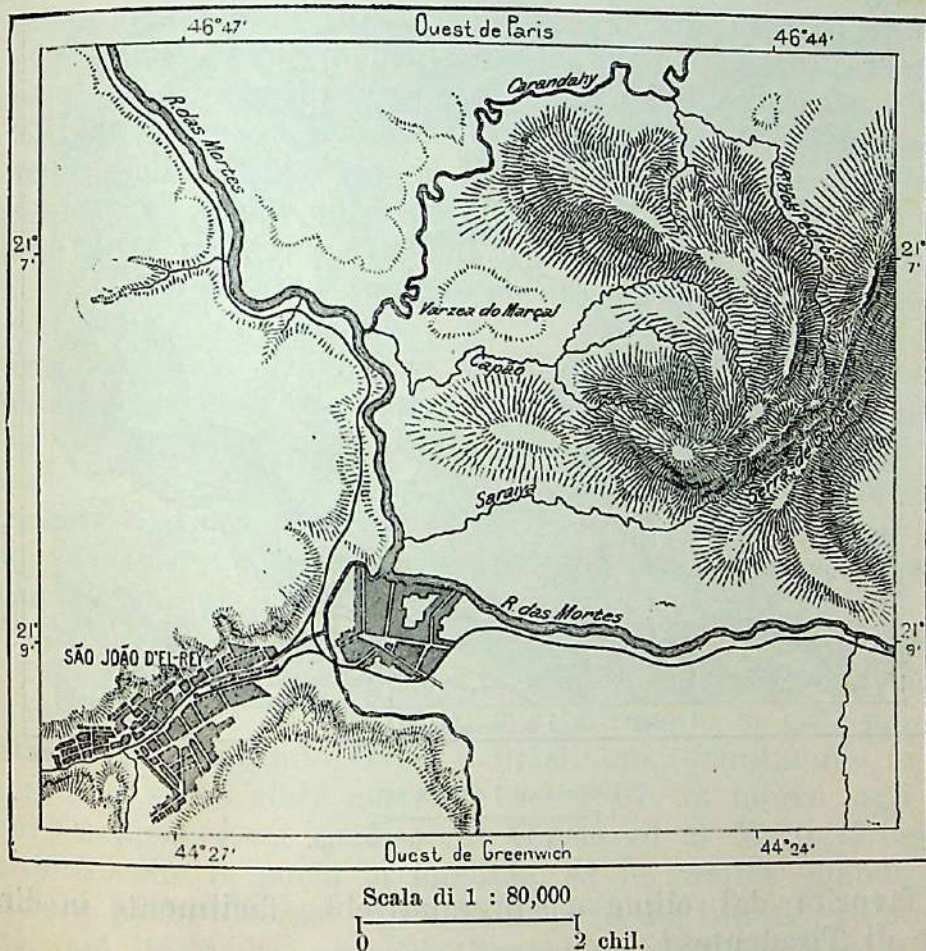 46°47'
Ouest de Paris
46°44'
Carandahy
R. das Mortes
21°
7'
21°
7'
Varzea do Marçal
Capão
Serra de
Saraiva
R. das Mortes
21°
9'
21°
9'
SÃO JOÃO D'EL-REY
44°27'
Ouest de Greenwich
44°24'
Scala di 1 : 80,000
0
2 chil.